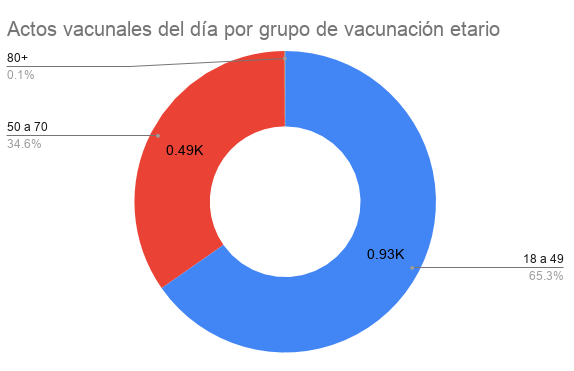 Actos vacunales del día por grupo de vacunación etario
80+
0.1%
50 a 70
34.6%
0.49K
0.93K
18 a 49
65.3%